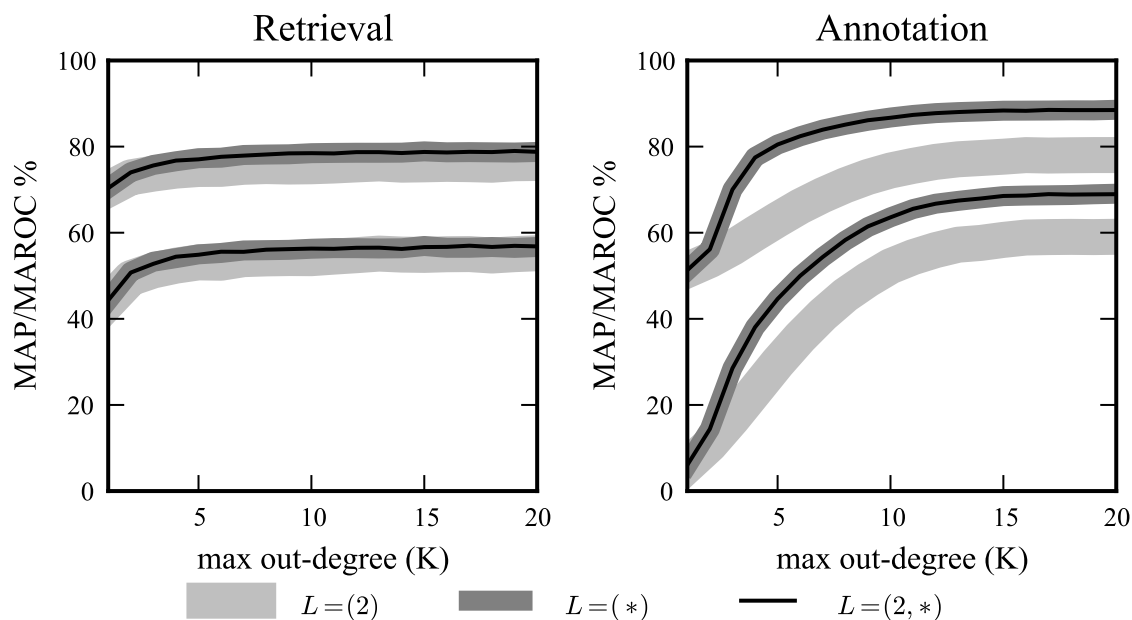 Retrieval
Annotation
MAP/MAROC %
100
80
60
40
20
0
5
10
15
20
max out-degree (K)
MAP/MAROC %
100
80
60
40
20
0
5
10
15
20
max out-degree (K)
L=(2)
L=(∗)
L=(2,∗)